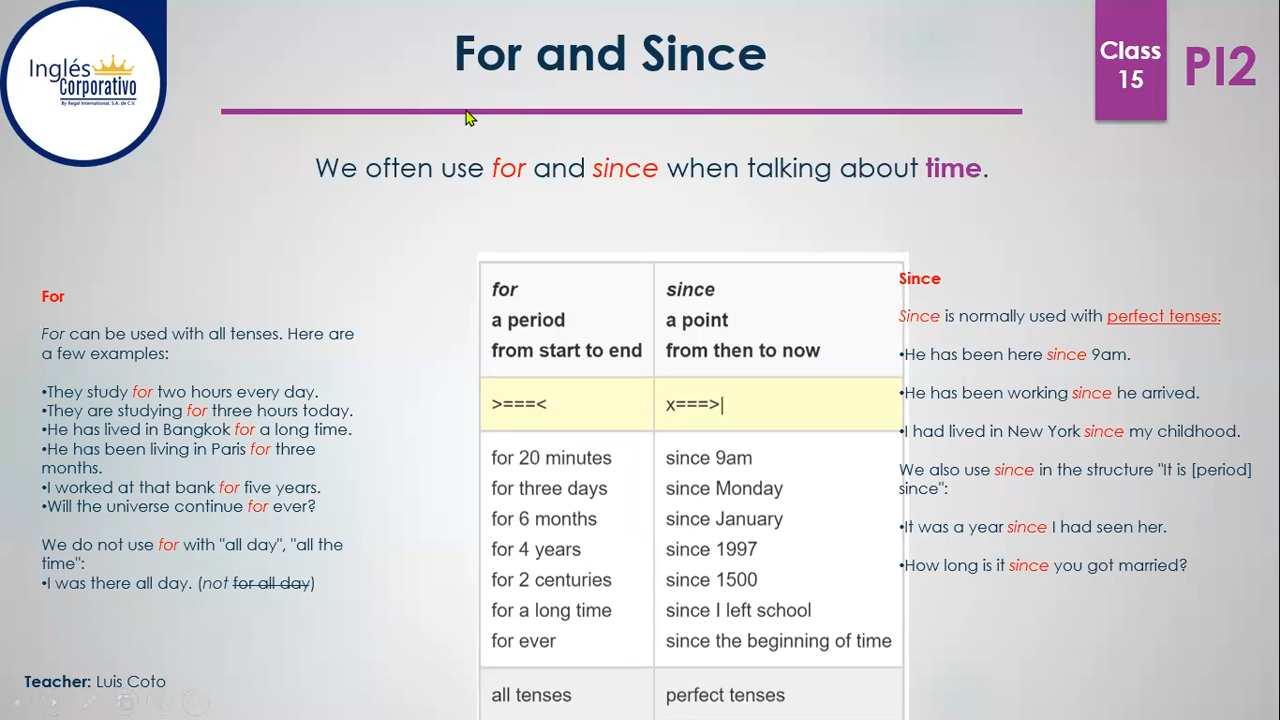 Inglés
Corporativo
By Regal International, S.A. de C.V.
For and Since
Class
15
PI2
We often use for and since when talking about time.
For
For can be used with all tenses. Here are
a few examples:
•They study for two hours every day.
•They are studying for three hours today.
•He has lived in Bangkok for a long time.
•He has been living in Paris for three
months.
•I worked at that bank for five years.
•Will the universe continue for ever?
We do not use for with "all day", "all the
time":
•I was there all day. (not for all day)
for
a period
from start to end
since
a point
from then to now
>===<
x===>|
for 20 minutes
since 9am
for three days
since Monday
for 6 months
since January
for 4 years
since 1997
for 2 centuries
since 1500
for a long time
since I left school
for ever
since the beginning of time
all tenses
perfect tenses
Since
Since is normally used with perfect tenses:
•He has been here since 9am.
•He has been working since he arrived.
•I had lived in New York since my childhood.
We also use since in the structure "It is [period]
since":
•It was a year since I had seen her.
•How long is it since you got married?
Teacher: Luis Coto